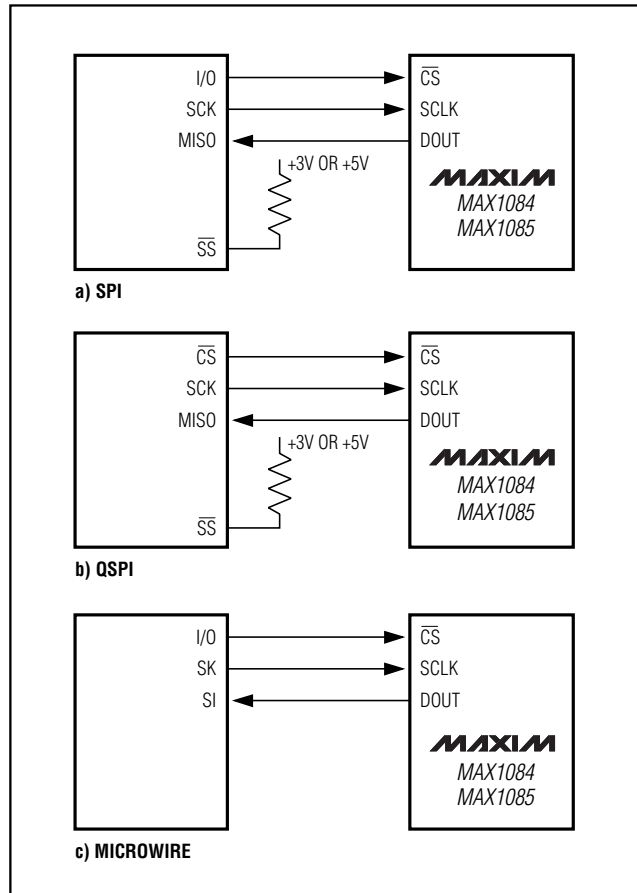 I/O CS
SCK SCLK
MISO DOUT
+3V OR +5V
MAXIM
MAX1084
MAX1085
SS
a) SPI
CS CS
SCK SCLK
MISO DOUT
+3V OR +5V
MAXIM
MAX1084
MAX1085
SS
b) QSPI
I/O CS
SK SCLK
SI DOUT
MAXIM
MAX1084
MAX1085
c) MICROWIRE